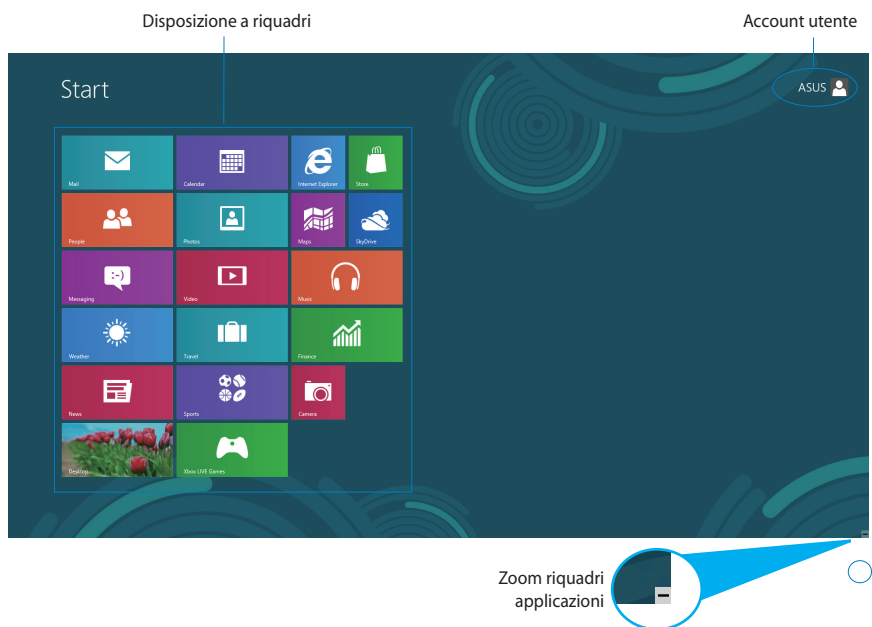 Disposizione a riquadri
Account utente
Start
ASUS
Mail
Calendar
Internet Explorer
Store
People
Photos
Maps
SkyDrive
Messaging
Video
Music
Weather
Travel
Finance
News
Sports
Camera
Desktop
Xbox LIVE Games
Zoom riquadri
applicazioni